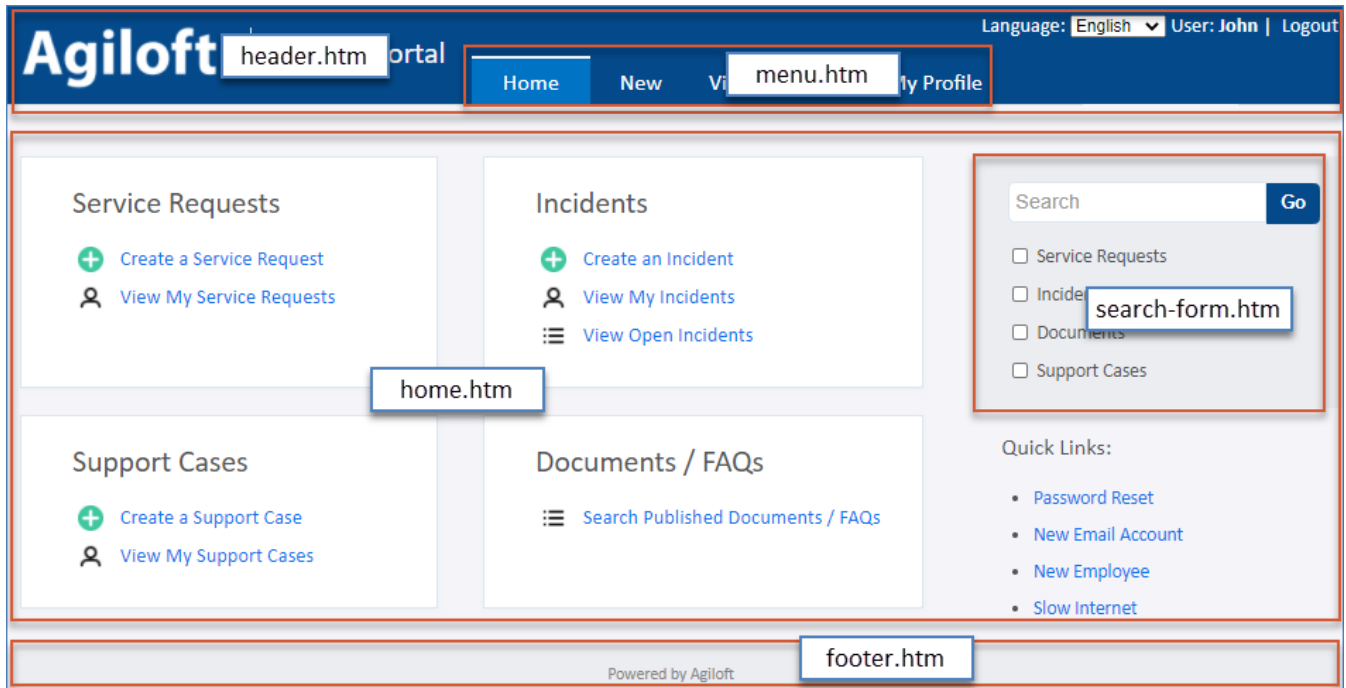 Language: English User: John | Logout
Agiloft
header.htm
Home New menu.htm Profile
Service Requests
Create a Service Request
View My Service Requests
Incidents
Create an Incident
View My Incidents
View Open Incidents
Search Go
Service Requests
search-form.htm
Documents
Support Cases
home.htm
Support Cases
Create a Support Case
View My Support Cases
Documents / FAQs
Search Published Documents / FAQs
Quick Links:
• Password Reset
• New Email Account
• New Employee
• Slow Internet
Powered by Agiloft
footer.htm